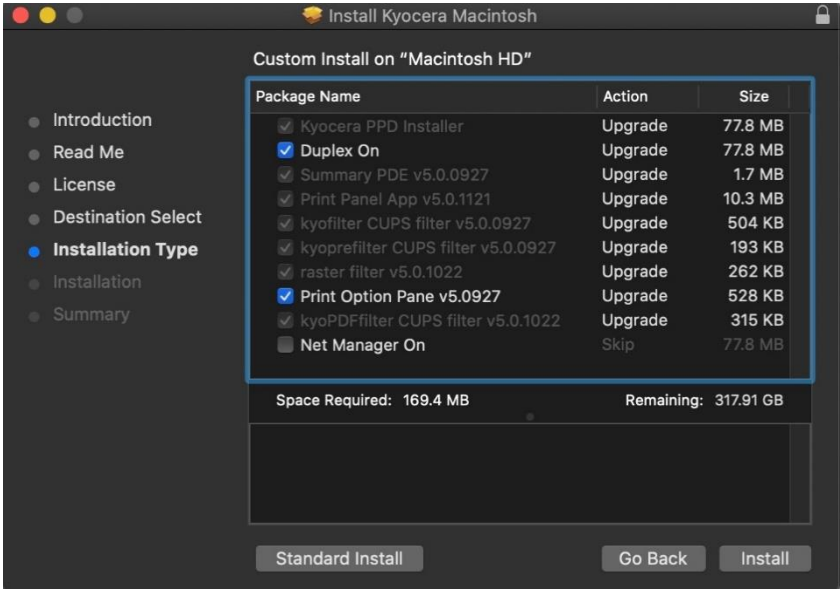 Install Kyocera Macintosh
Custom Install on “Macintosh HD”
Introduction
Read Me
License
Destination Select
Installation Type
Installation
Summary
Package Name Action Size
Kyocera PPD Installer Upgrade 77.8 MB
Duplex On Upgrade 77.8 MB
Summary PDE v5.0.0927 Upgrade 1.7 MB
Print Panel App v5.0.1121 Upgrade 10.3 MB
kyofilter CUPS filter v5.0.0927 Upgrade 504 KB
kyoprefilter CUPS filter v5.0.0927 Upgrade 193 KB
raster filter v5.0.1022 Upgrade 262 KB
Print Option Pane v5.0927 Upgrade 528 KB
kyoPDFfilter CUPS filter v5.0.1022 Upgrade 315 KB
Net Manager On Skip 77.8 MB
Space Required: 169.4 MB Remaining: 317.91 GB
Standard Install Go Back Install